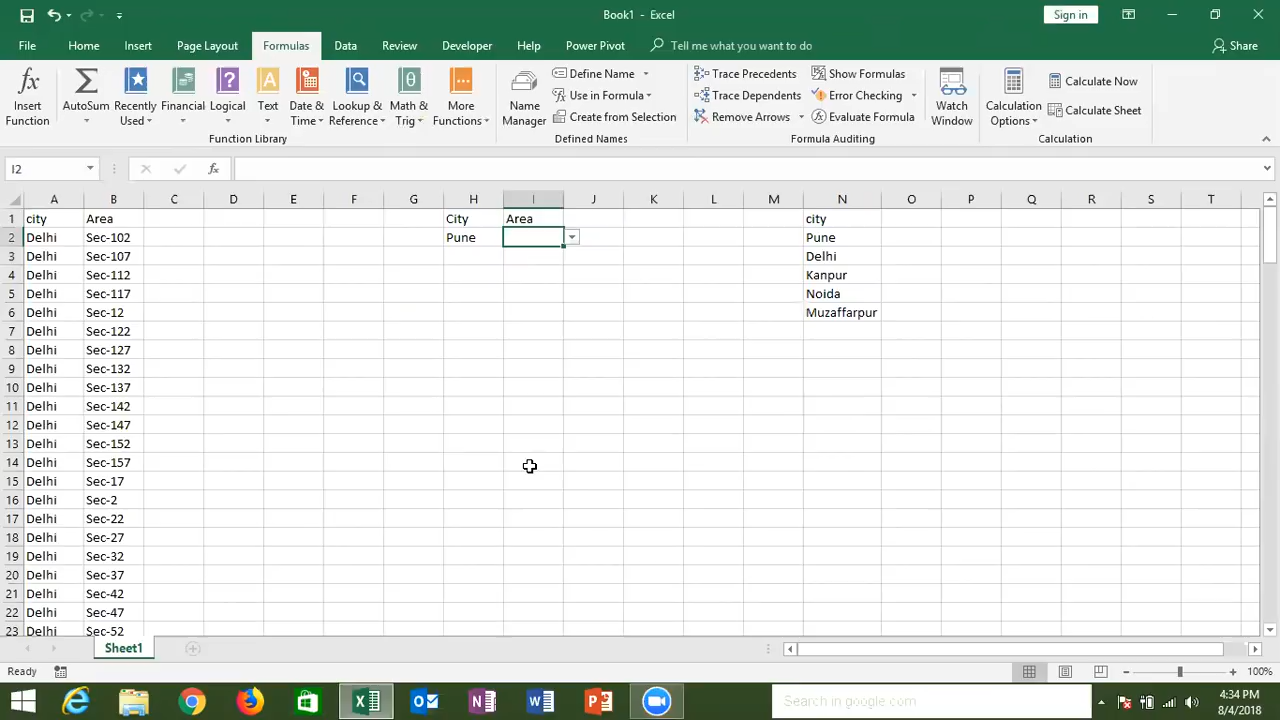 Book1 - Excel
Sign in
File Home Insert Page Layout Formulas Data Review View Developer Help Power Pivot Tell me what you want to do Share
Insert Function
AutoSum
Recently Used
Financial
Logical
Text
Date & Time
Lookup & Reference
Math & Trig
More Functions
Function Library
Name Manager
Define Name
Use in Formula
Create from Selection
Defined Names
Trace Precedents
Trace Dependents
Remove Arrows
Show Formulas
Error Checking
Evaluate Formula
Formula Auditing
Watch Window
Calculation Options
Calculate Now
Calculate Sheet
Calculation
I2
fx
A B C D E F G H I J K L M N O P Q R S T
1 city Area City Area city
2 Delhi Sec-102 Pune Pune
3 Delhi Sec-107 Delhi
4 Delhi Sec-112 Kanpur
5 Delhi Sec-117 Noida
6 Delhi Sec-12 Muzaffarpur
7 Delhi Sec-122
8 Delhi Sec-127
9 Delhi Sec-132
10 Delhi Sec-137
11 Delhi Sec-142
12 Delhi Sec-147
13 Delhi Sec-152
14 Delhi Sec-157
15 Delhi Sec-17
16 Delhi Sec-2
17 Delhi Sec-22
18 Delhi Sec-27
19 Delhi Sec-32
20 Delhi Sec-37
21 Delhi Sec-42
22 Delhi Sec-47
23 Delhi Sec-52
Sheet1
Ready
100%
Search in google.com
4:34 PM
8/4/2018